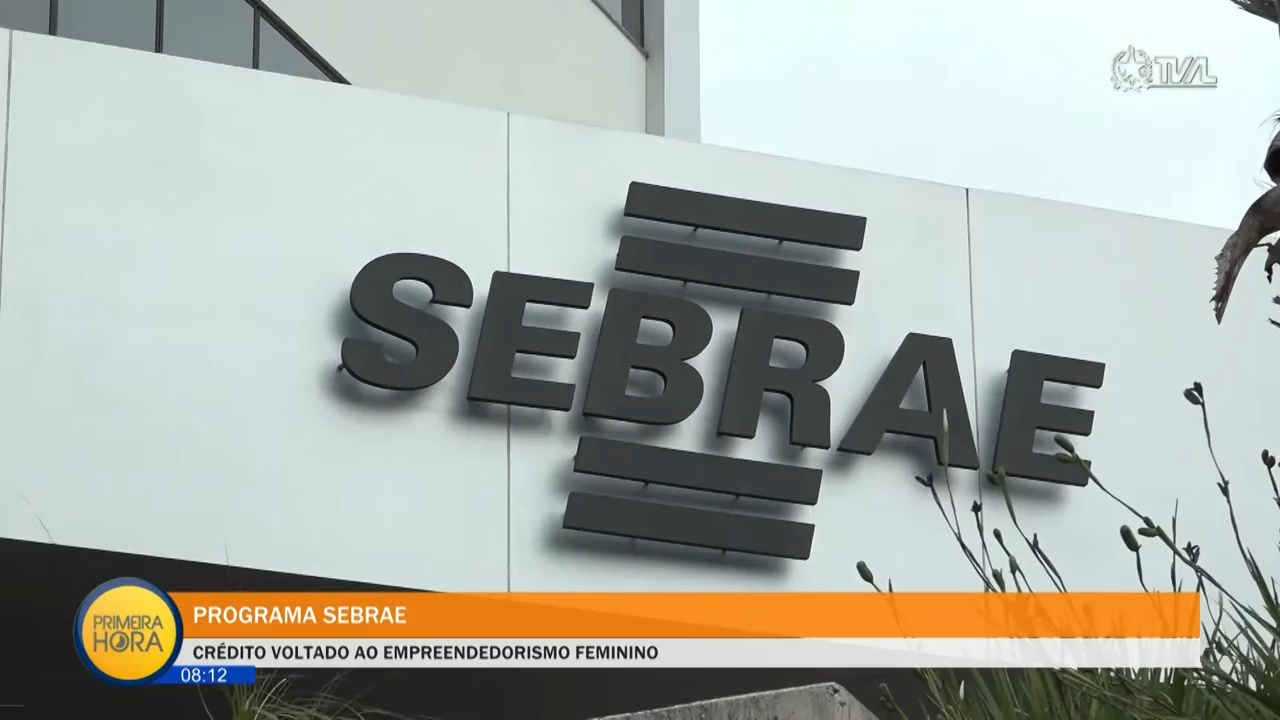 TVAL
SEBRAE
PROGRAMA SEBRAE
PRIMEIRA
HORA
CRÉDITO VOLTADO AO EMPREENDEDORISMO FEMININO
08:12